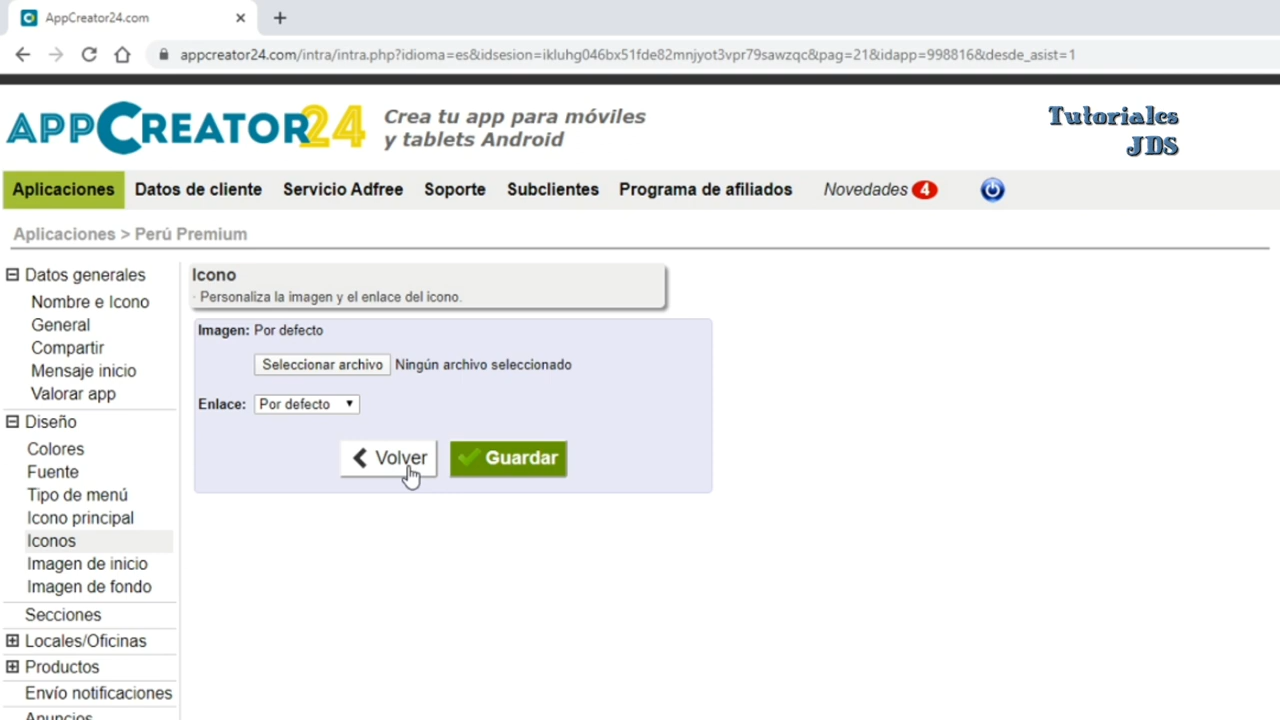 AppCreator24.com
appcreator24.com/intra/intra.php?idioma=es&idsesion=ikluhg046bx51fde82mnjyot3vpr79sawzqc&pag=21&idapp=998816&desde_asist=1
APPCREATOR24
Crea tu app para móviles
y tablets Android
Tutoriales
JDS
Aplicaciones Datos de cliente Servicio Adfree Soporte Subclientes Programa de afiliados Novedades 4
Aplicaciones > Perú Premium
Datos generales
Nombre e Icono
General
Compartir
Mensaje inicio
Valorar app
Diseño
Colores
Fuente
Tipo de menú
Icono principal
Iconos
Imagen de inicio
Imagen de fondo
Secciones
Locales/Oficinas
Productos
Envío notificaciones
Anuncios
Icono
· Personaliza la imagen y el enlace del icono.
Imagen: Por defecto
Seleccionar archivo Ningún archivo seleccionado
Enlace: Por defecto
Volver Guardar